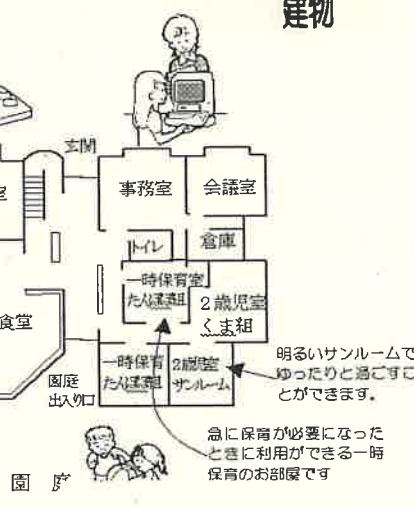 建物
玄関
事務室
会議室
室
トイレ
倉庫
一時保育室
たんぽぽ組
2歳児室
くま組
食堂
一時保育
たんぽぽ組
2歳児室
サンルーム
園庭
出入り口
明るいサンルームで
ゆったりと過ごすこ
とができます。
急に保育が必要になった
ときに利用ができる一時
保育のお部屋です
園庭